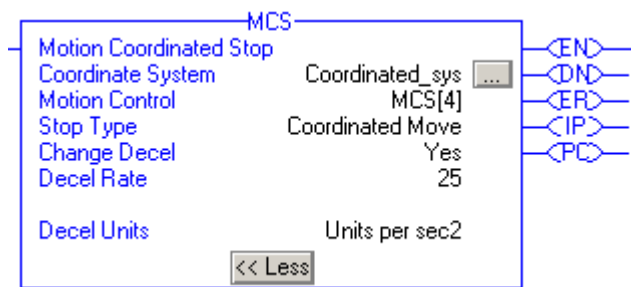 MCS
Motion Coordinated Stop
Coordinate System Coordinated_sys ...
Motion Control MCS[4]
Stop Type Coordinated Move
Change Decel Yes
Decel Rate 25
Decel Units Units per sec2
<< Less
EN
DN
ER
IP
PC